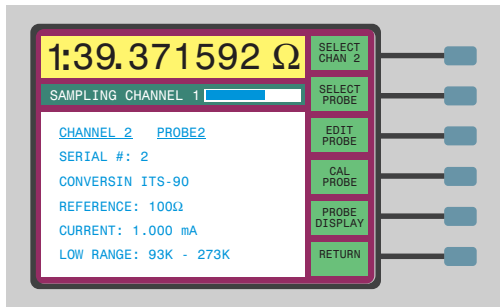 1:39.371592 Ω
SAMPLING CHANNEL 1
CHANNEL 2 PROBE2
SERIAL #: 2
CONVERSIN ITS-90
REFERENCE: 100Ω
CURRENT: 1.000 mA
LOW RANGE: 93K - 273K
SELECT
CHAN 2
SELECT
PROBE
EDIT
PROBE
CAL
PROBE
PROBE
DISPLAY
RETURN